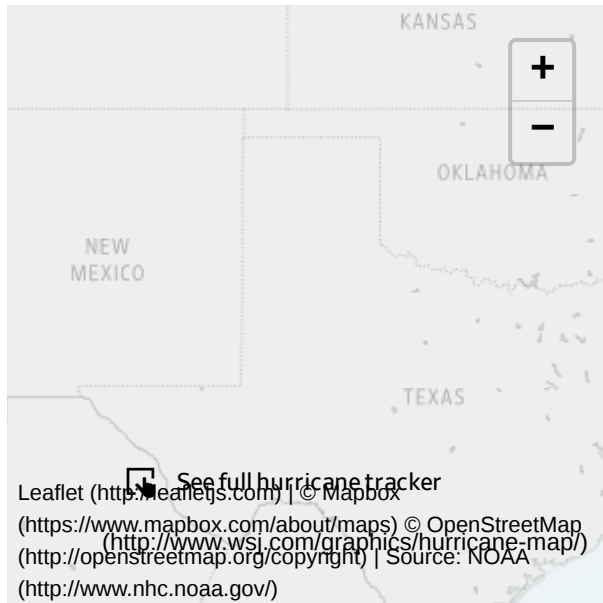 KANSAS
+
−
OKLAHOMA
NEW
MEXICO
TEXAS
See full hurricane tracker
(http://www.wsj.com/graphics/hurricane-map/)
Leaflet (http://leafletjs.com) | © Mapbox
(https://www.mapbox.com/about/maps) © OpenStreetMap
(http://openstreetmap.org/copyright) | Source: NOAA
(http://www.nhc.noaa.gov/)